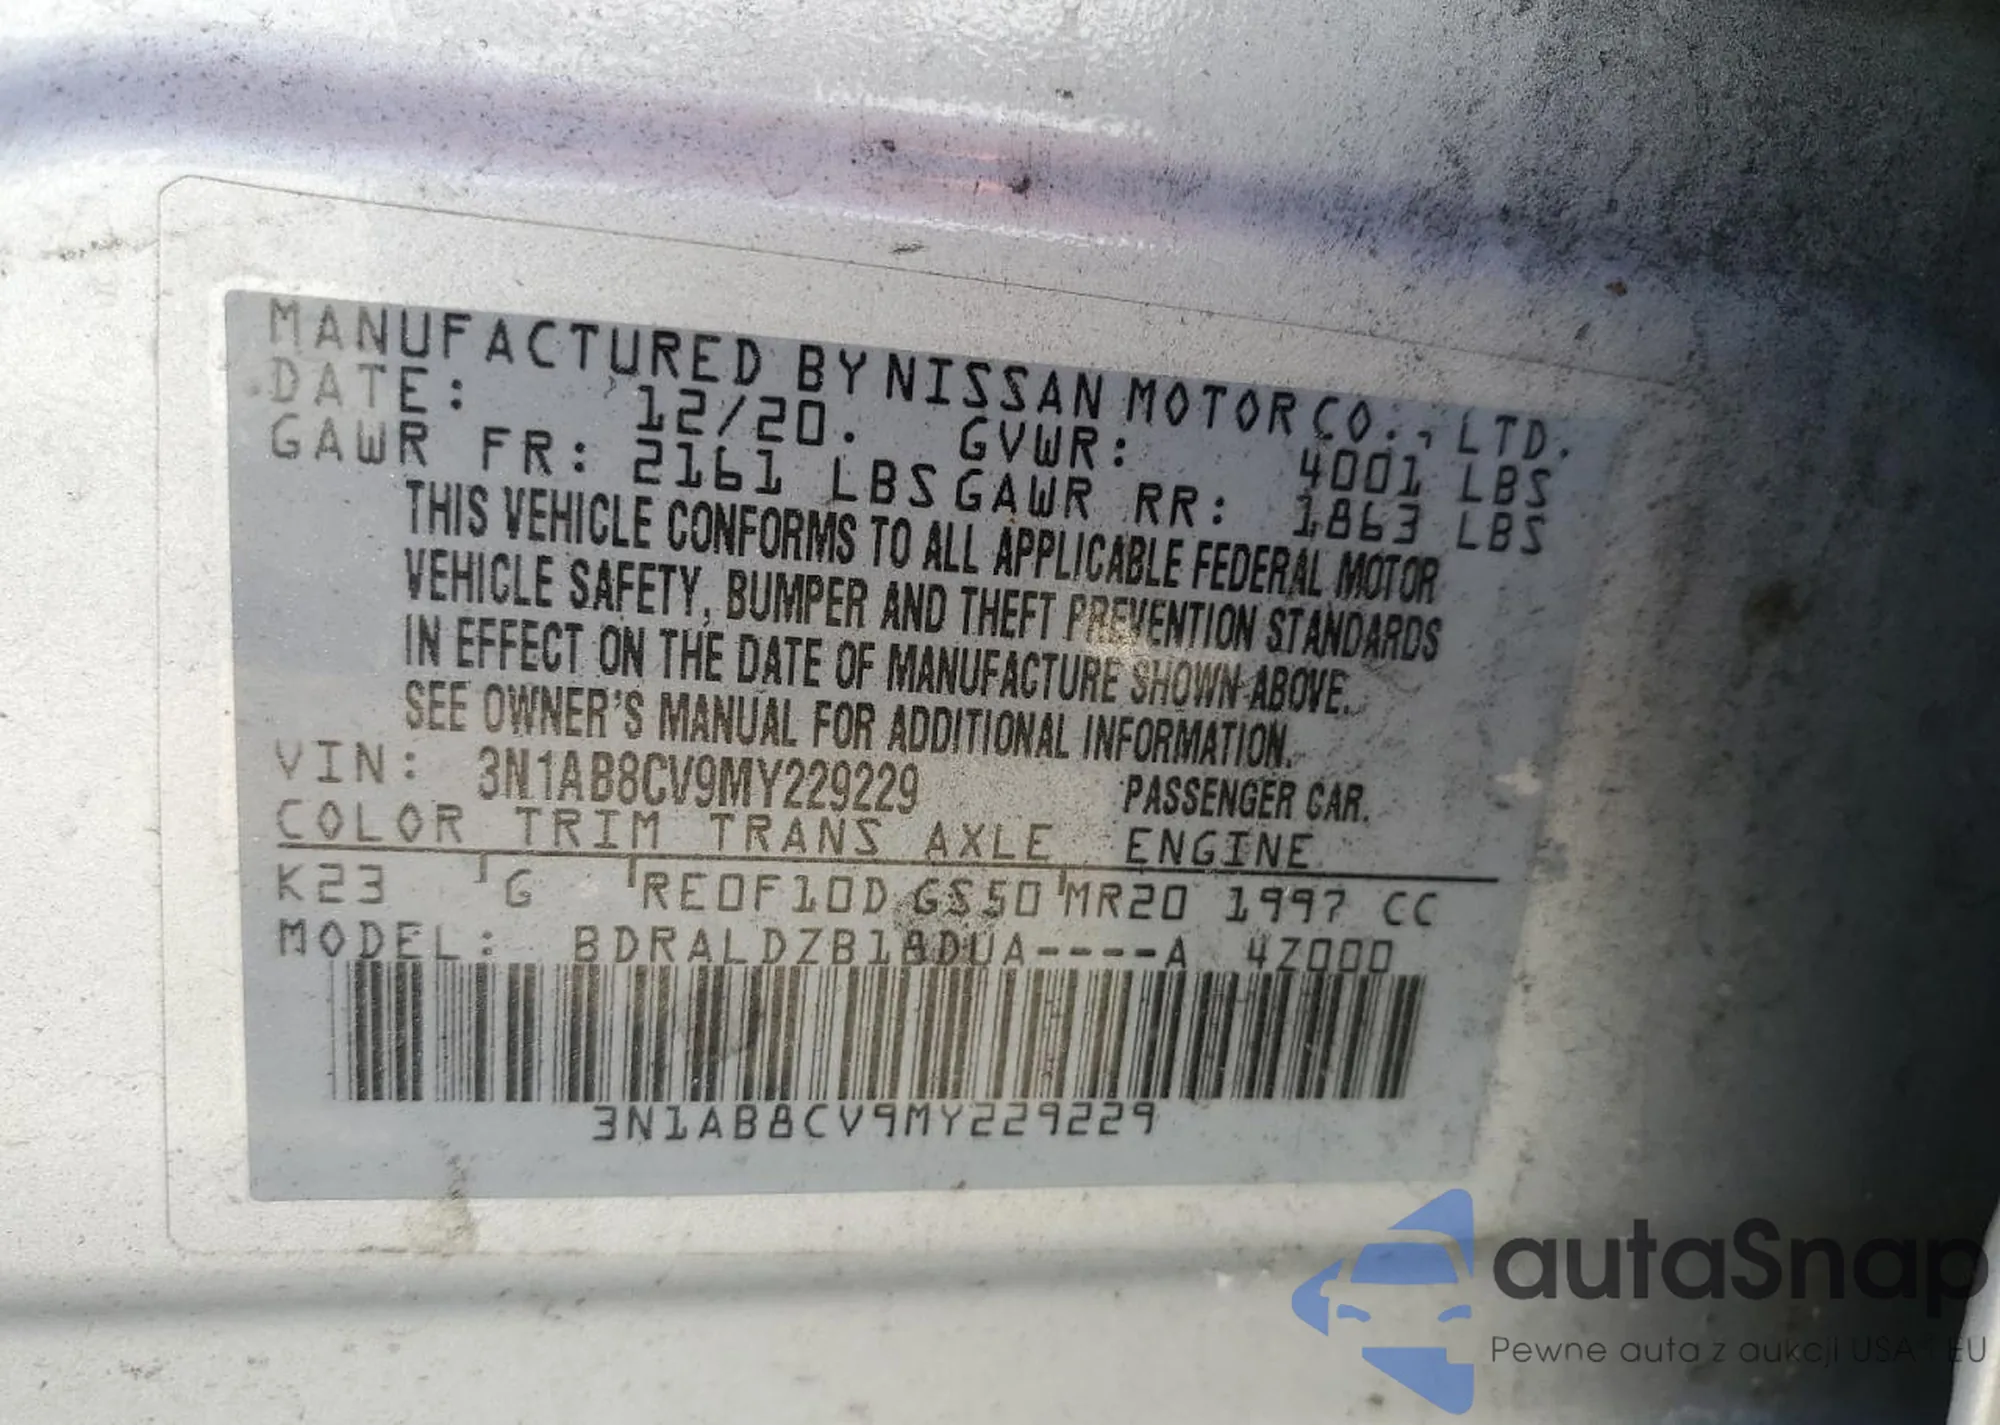 MANUFACTURED BY NISSAN MOTOR CO., LTD.
DATE: 12/20. GVWR: 4001 LBS
GAWR FR: 2161 LBS GAWR RR: 1863 LBS
THIS VEHICLE CONFORMS TO ALL APPLICABLE FEDERAL MOTOR
VEHICLE SAFETY, BUMPER AND THEFT PREVENTION STANDARDS
IN EFFECT ON THE DATE OF MANUFACTURE SHOWN ABOVE.
SEE OWNER'S MANUAL FOR ADDITIONAL INFORMATION.
VIN: 3N1AB8CV9MY229229 PASSENGER CAR.
COLOR TRIM TRANS AXLE ENGINE
K23 G RE0F10D GS50 MR20 1997 CC
MODEL: BDRALDZB18DUA----A 4Z000
3N1AB8CV9MY229229
autaSnap
Pewne auta z aukcji USA i EU